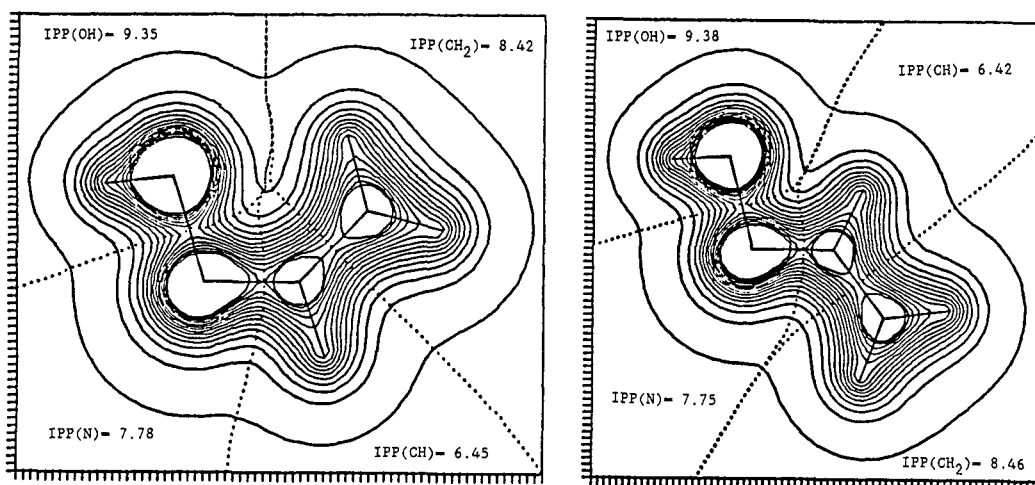 IPP(OH)= 9.35
IPP(CH2)= 8.42
IPP(N)= 7.78
IPP(CH)= 6.45
IPP(OH)= 9.38
IPP(CH)= 6.42
IPP(N)= 7.75
IPP(CH2)= 8.46